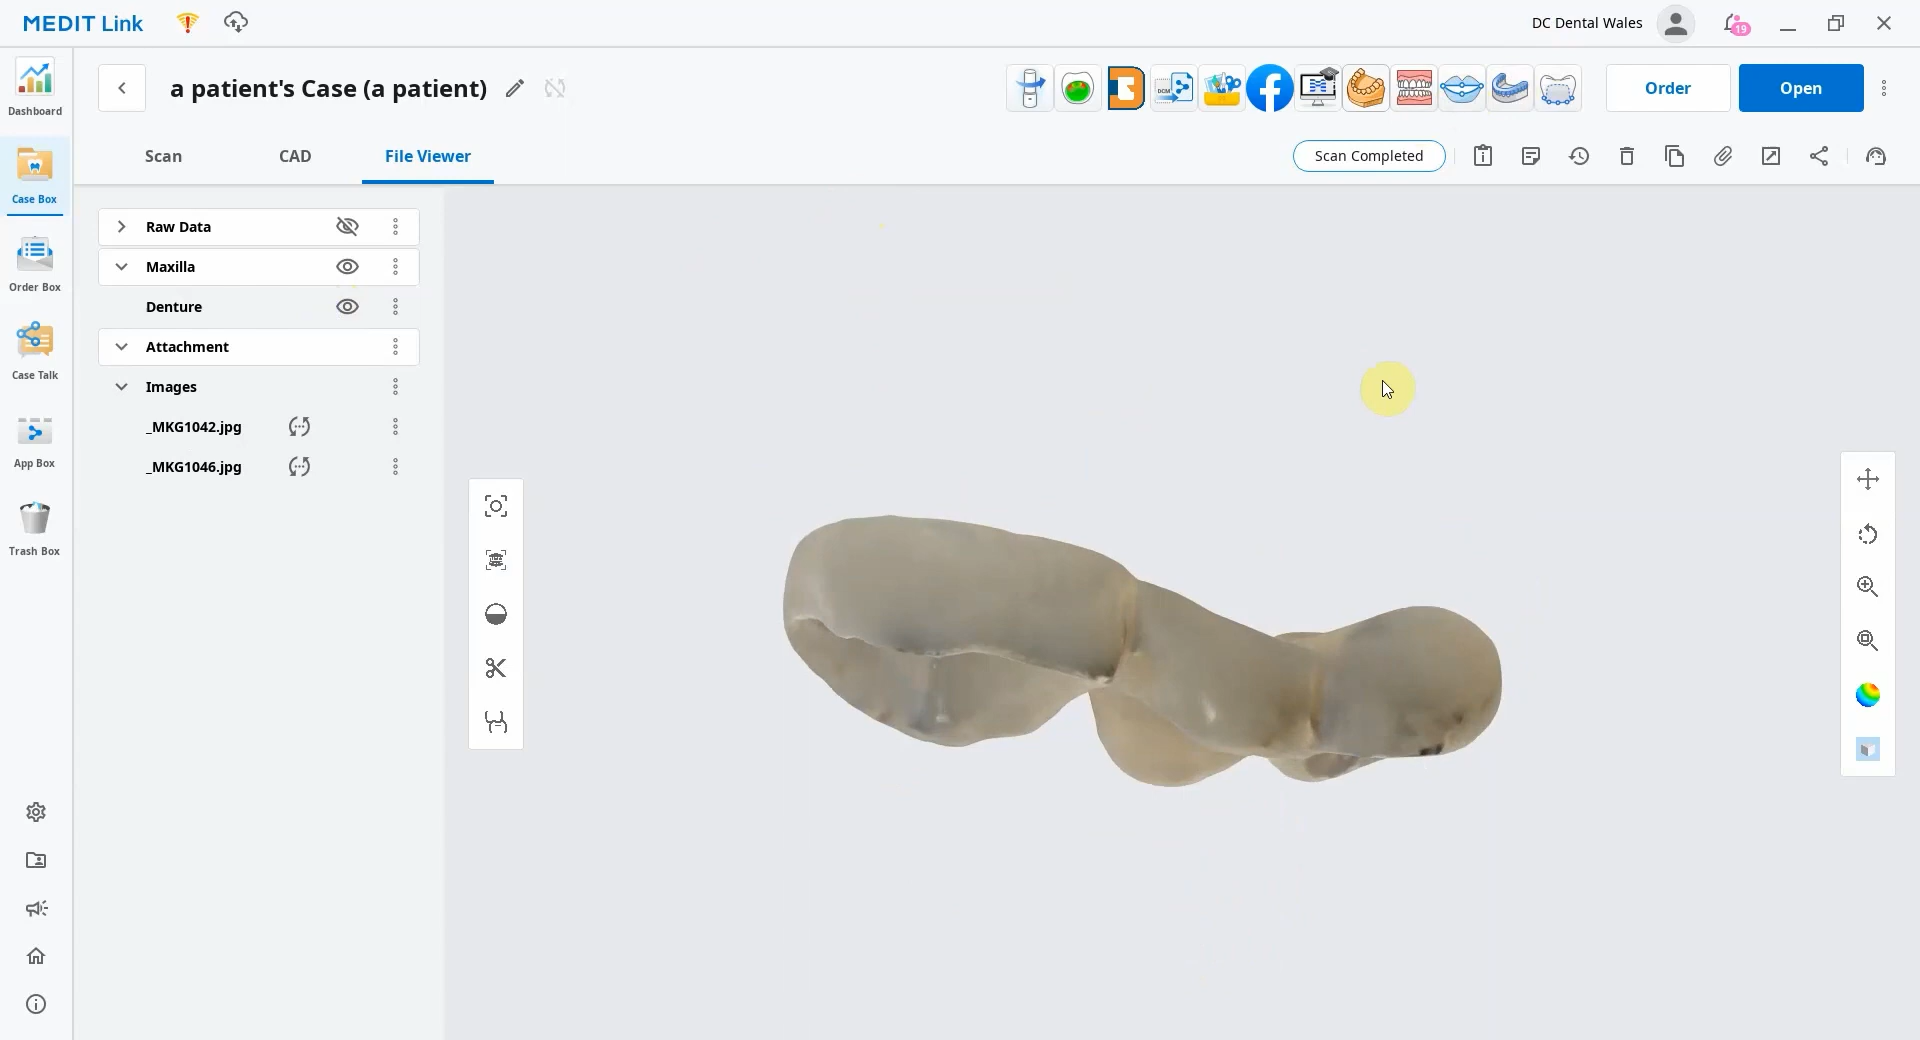 MEDIT Link
DC Dental Wales
19
Dashboard
a patient's Case (a patient)
Order
Open
Scan
CAD
File Viewer
Scan Completed
Case Box
Raw Data
Maxilla
Denture
Order Box
Attachment
Case Talk
Images
_MKG1042.jpg
App Box
_MKG1046.jpg
Trash Box
DCM